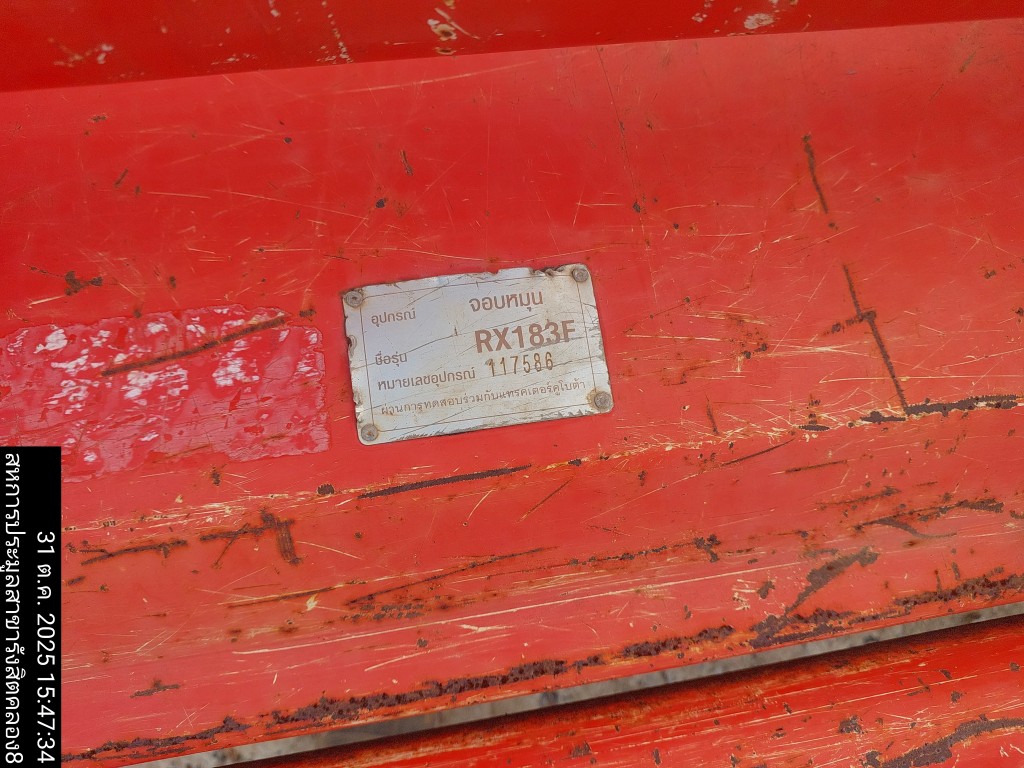 อุปกรณ์ จอบหมุน
ชื่อรุ่น RX183F
หมายเลขอุปกรณ์ 117586
ผ่านการทดสอบร่วมกับแทรคเตอร์คูโบต้า
31 ต.ค. 2025 15:47:34
สหการประมูลสาขารังสิตคลอง8